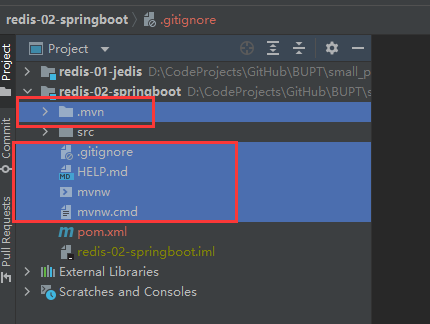 redis-02-springboot .gitignore
Project
Project
redis-01-jedis D:\CodeProjects\GitHub\BUPT\small_p
redis-02-springboot D:\CodeProjects\GitHub\BUPT\s
.mvn
src
.gitignore
MD HELP.md
mvnw
mvnw.cmd
m pom.xml
redis-02-springboot.iml
External Libraries
Scratches and Consoles
Commit
Pull Requests